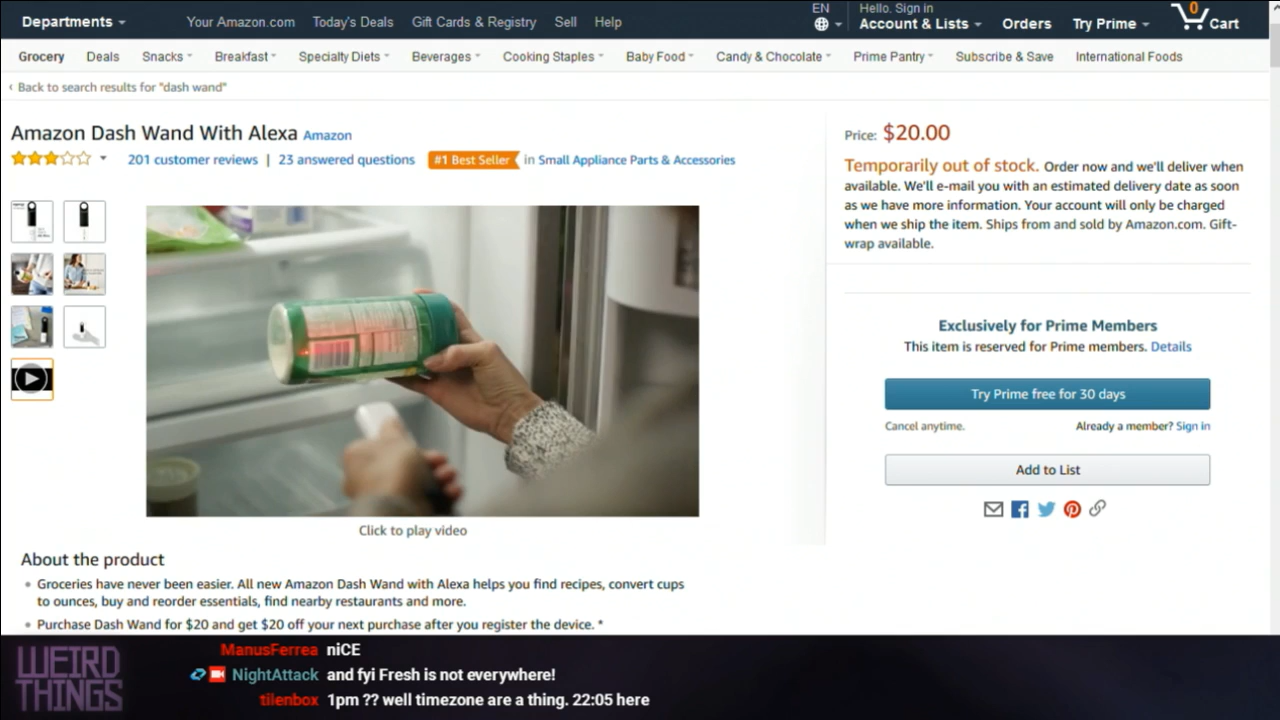 Departments
Your Amazon.com
Today's Deals
Gift Cards & Registry
Sell
Help
EN
Hello. Sign in
Account & Lists
Orders
Try Prime
0
Cart
Grocery
Deals
Snacks
Breakfast
Specialty Diets
Beverages
Cooking Staples
Baby Food
Candy & Chocolate
Prime Pantry
Subscribe & Save
International Foods
‹ Back to search results for "dash wand"
Amazon Dash Wand With Alexa Amazon
201 customer reviews | 23 answered questions #1 Best Seller in Small Appliance Parts & Accessories
Click to play video
About the product
• Groceries have never been easier. All new Amazon Dash Wand with Alexa helps you find recipes, convert cups
to ounces, buy and reorder essentials, find nearby restaurants and more.
• Purchase Dash Wand for $20 and get $20 off your next purchase after you register the device. *
Price: $20.00
Temporarily out of stock. Order now and we'll deliver when
available. We'll e-mail you with an estimated delivery date as soon
as we have more information. Your account will only be charged
when we ship the item. Ships from and sold by Amazon.com. Gift-
wrap available.
Exclusively for Prime Members
This item is reserved for Prime members. Details
Try Prime free for 30 days
Cancel anytime.
Already a member? Sign in
Add to List
WEIRD
THINGS
ManusFerrea niCE
NightAttack and fyi Fresh is not everywhere!
tilenbox 1pm ?? well timezone are a thing. 22:05 here